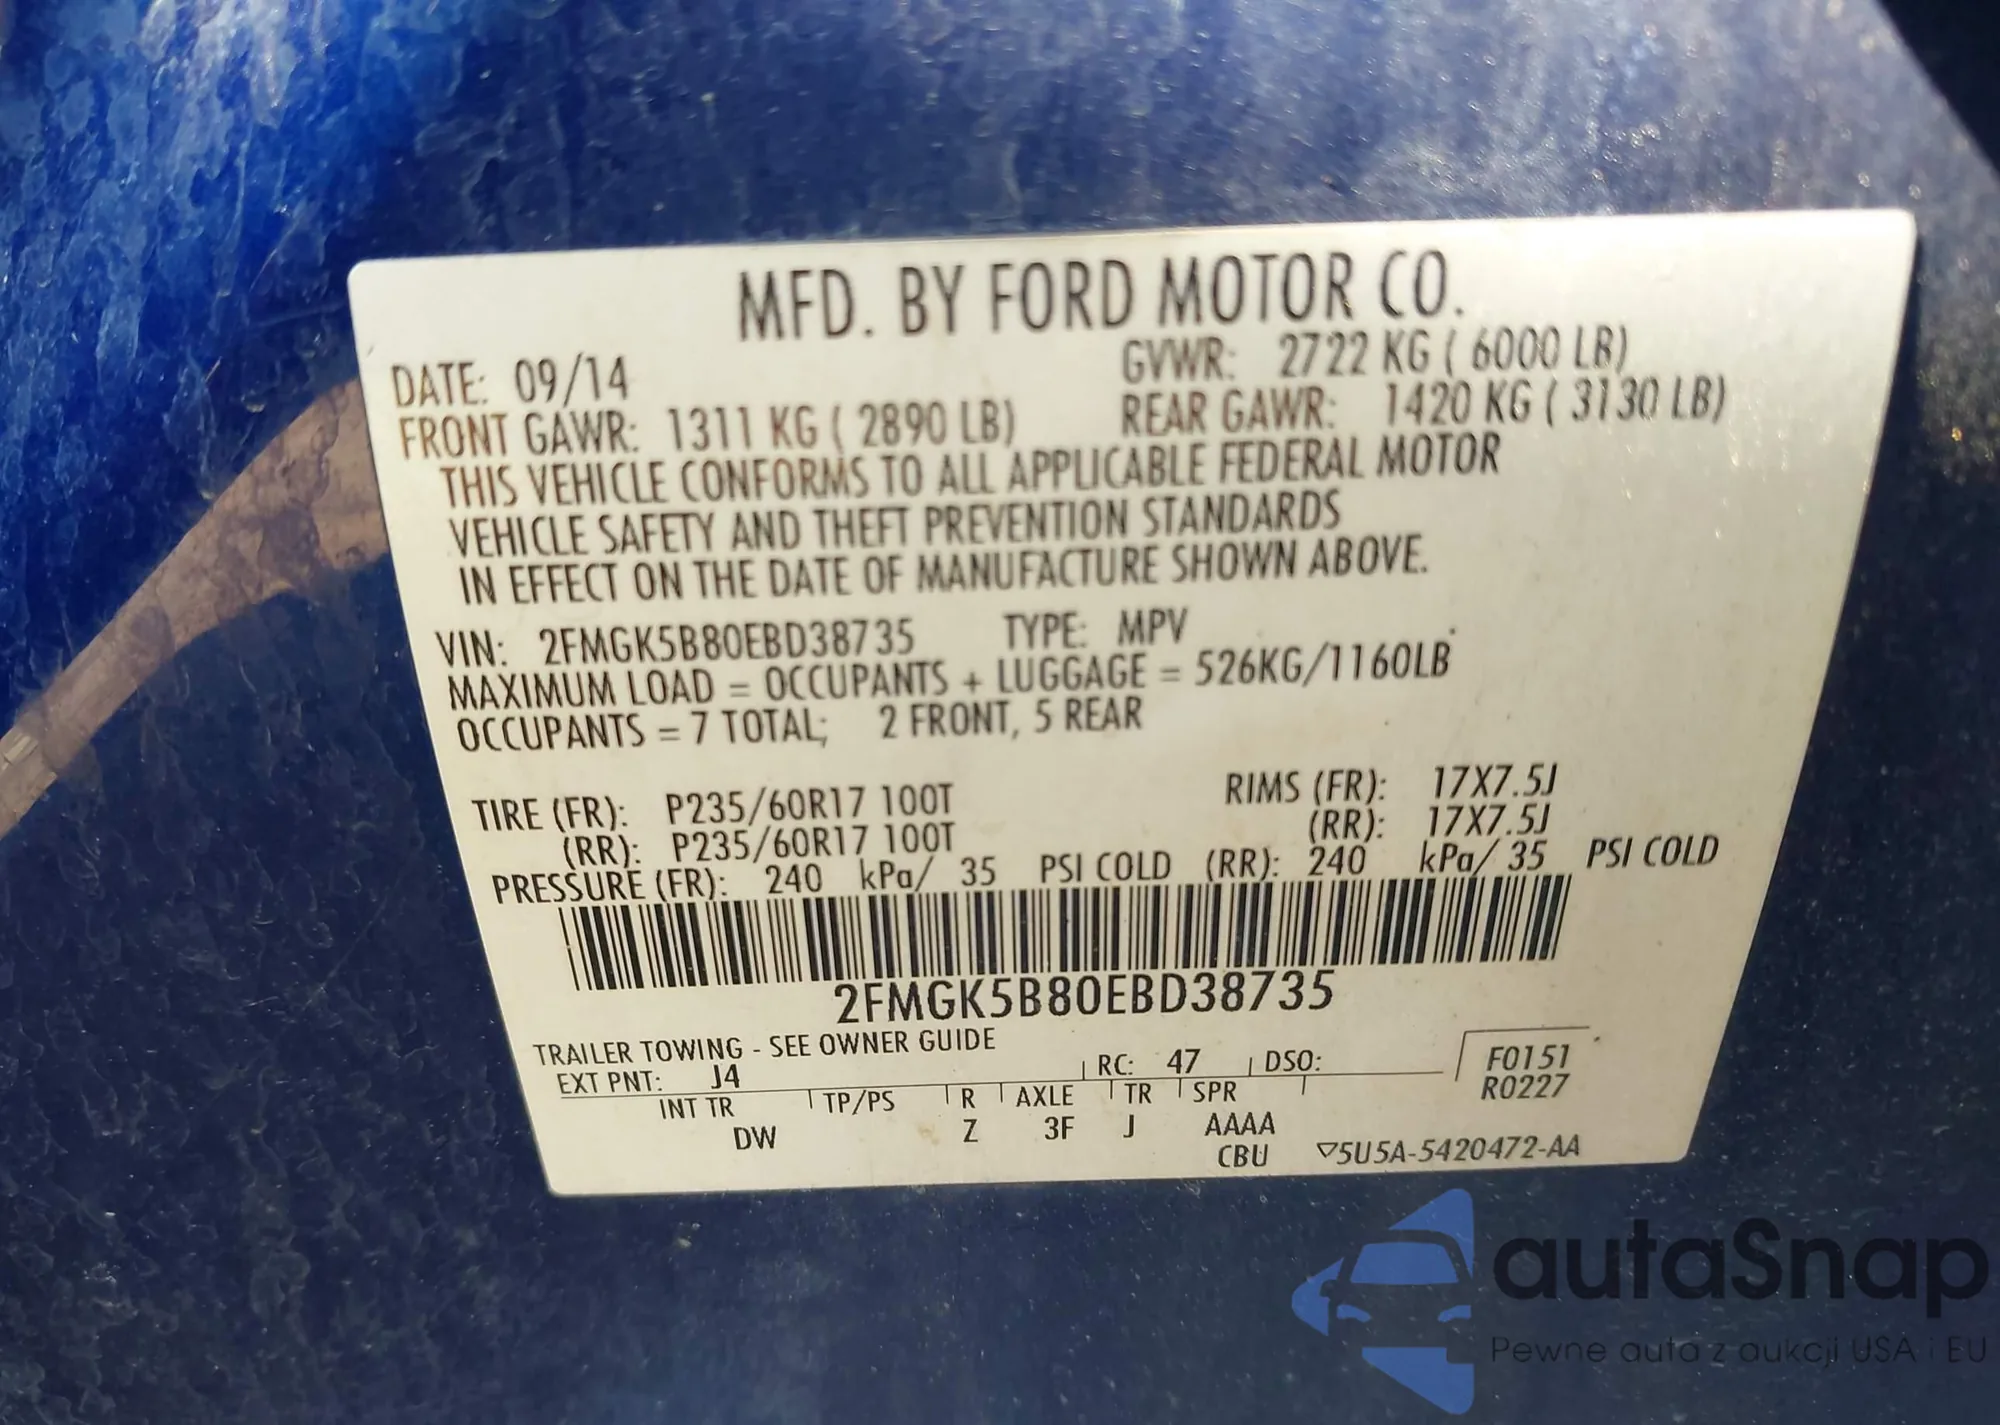 MFD. BY FORD MOTOR CO.
DATE: 09/14 GVWR: 2722 KG ( 6000 LB)
FRONT GAWR: 1311 KG ( 2890 LB) REAR GAWR: 1420 KG ( 3130 LB)
THIS VEHICLE CONFORMS TO ALL APPLICABLE FEDERAL MOTOR
VEHICLE SAFETY AND THEFT PREVENTION STANDARDS
IN EFFECT ON THE DATE OF MANUFACTURE SHOWN ABOVE.
VIN: 2FMGK5B80EBD38735 TYPE: MPV
MAXIMUM LOAD = OCCUPANTS + LUGGAGE = 526KG/1160LB
OCCUPANTS = 7 TOTAL; 2 FRONT, 5 REAR
TIRE (FR): P235/60R17 100T RIMS (FR): 17X7.5J
(RR): P235/60R17 100T (RR): 17X7.5J
PRESSURE (FR): 240 kPa/ 35 PSI COLD (RR): 240 kPa/ 35 PSI COLD
2FMGK5B80EBD38735
TRAILER TOWING - SEE OWNER GUIDE
EXT PNT: J4 RC: 47 DSO: F0151
R0227
INT TR TP/PS R AXLE TR SPR
DW Z 3F J AAAA
CBU ▽5U5A-5420472-AA
autaSnap
Pewne auta z aukcji USA i EU